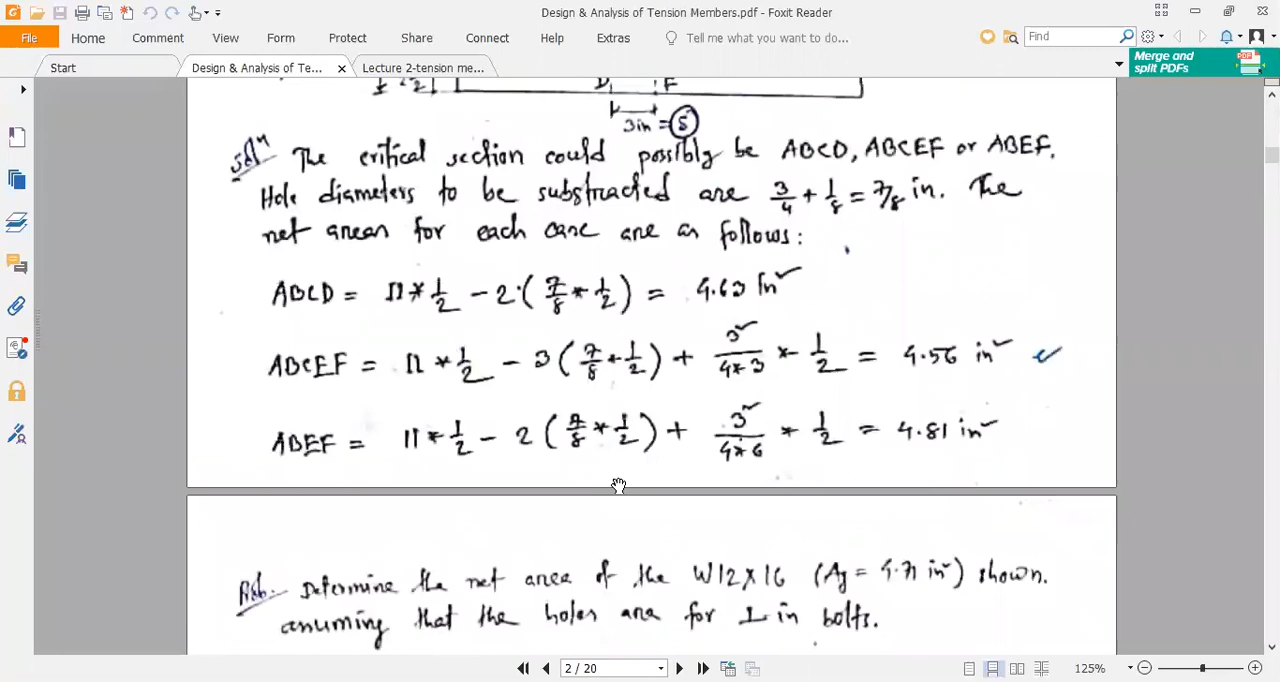 Design & Analysis of Tension Members.pdf - Foxit Reader
File Home Comment View Form Protect Share Connect Help Extras Tell me what you want to do... Find
Start Design & Analysis of Te... Lecture 2-tension me... Merge and
split PDFs
D F
3in = 5
Solⁿ The critical section could possibly be ABCD, ABCEF or ABEF.
Hole diameters to be substracted are 3/4 + 1/8 = 7/8 in. The
net areas for each case are as follows:
ABCD = 11 * 1/2 - 2 (7/8 * 1/2) = 4.63 in²
ABCEF = 11 * 1/2 - 3 (7/8 * 1/2) + 3²/4*3 * 1/2 = 4.56 in² ✓
ABEF = 11 * 1/2 - 2 (7/8 * 1/2) + 3²/4*6 * 1/2 = 4.81 in²
Prob:- Determine the net area of the W12X16 (Ag = 4.71 in²) shown.
assuming that the holes are for 1 in bolts.
2 / 20 125%